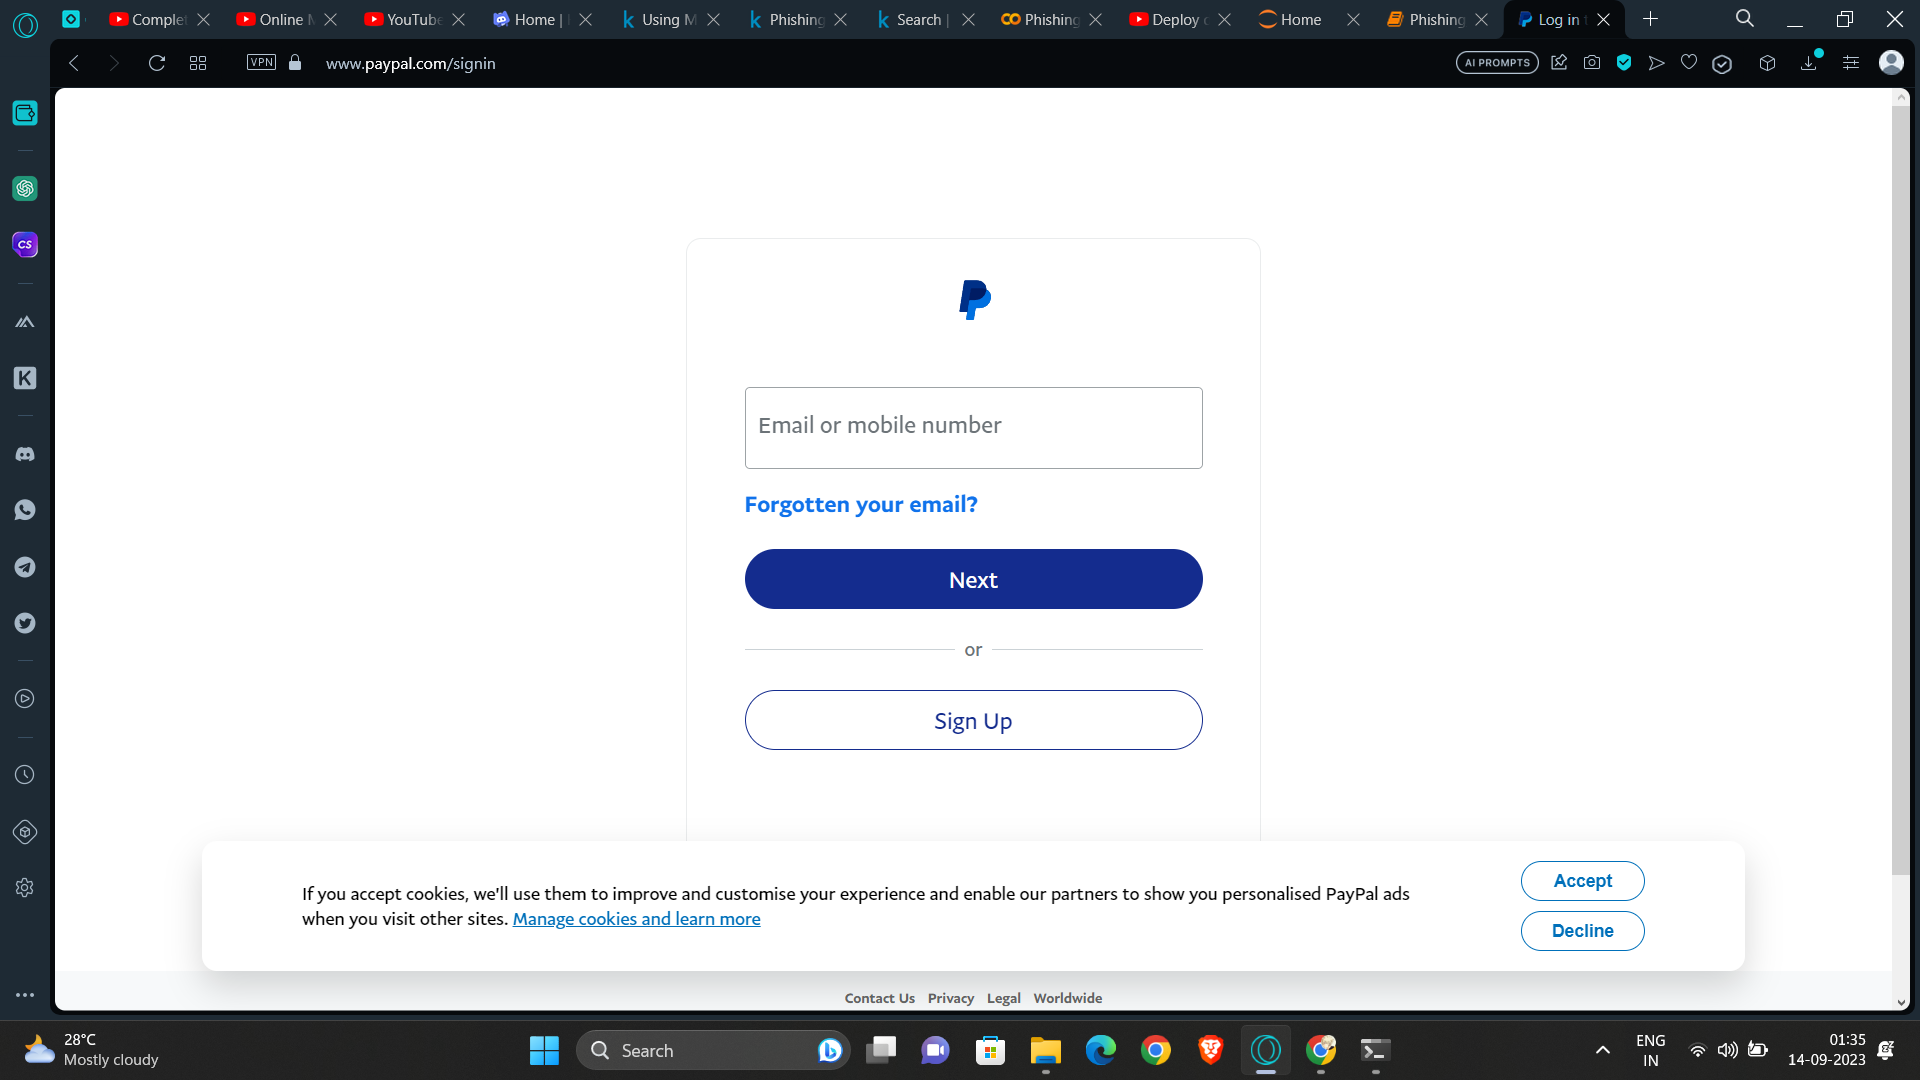 Complet
Online M
YouTube
Home |
Using M
Phishing
Search |
Phishing
Deploy
Home
Phishing
Log in t
VPN
www.paypal.com/signin
AI PROMPTS
CS
K
Email or mobile number
Forgotten your email?
Next
or
Sign Up
If you accept cookies, we'll use them to improve and customise your experience and enable our partners to show you personalised PayPal ads
when you visit other sites. Manage cookies and learn more
Accept
Decline
Contact Us Privacy Legal Worldwide
28°C
Mostly cloudy
Search
ENG
IN
01:35
14-09-2023